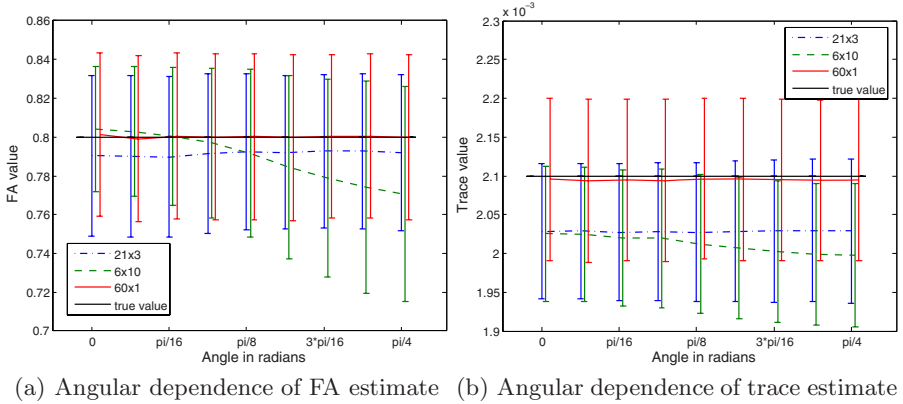 0.86
0.84
0.82
0.8
0.78
0.76
0.74
0.72
0.7
FA value
21x3
6x10
60x1
true value
0
pi/16
pi/8
3*pi/16
pi/4
Angle in radians
(a) Angular dependence of FA estimate
x 10⁻³
2.3
2.25
2.2
2.15
2.1
2.05
2
1.95
1.9
Trace value
21x3
6x10
60x1
true value
0
pi/16
pi/8
3*pi/16
pi/4
Angle in radians
(b) Angular dependence of trace estimate